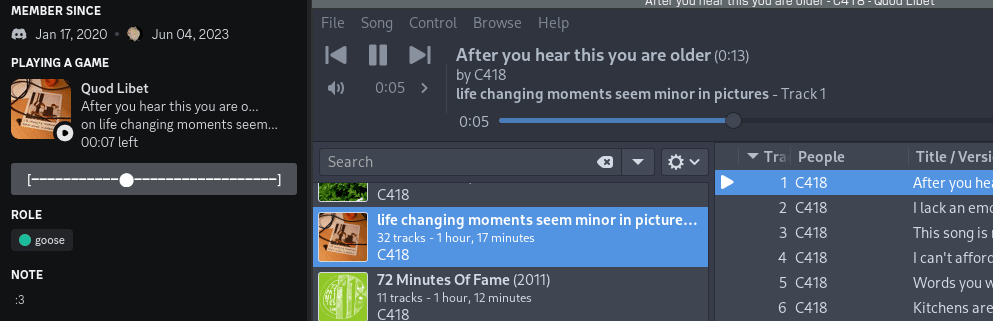 MEMBER SINCE
Jan 17, 2020 • Jun 04, 2023
PLAYING A GAME
Quod Libet
After you hear this you are o...
on life changing moments seem...
00:07 left
[━━━━━━━━━━━⬤━━━━━━━━━━━━━━━━━]
ROLE
goose
NOTE
:3
After you hear this you are older - C418 - Quod Libet
File Song Control Browse Help
After you hear this you are older (0:13)
by C418
life changing moments seem minor in pictures - Track 1
0:05
0:05
Search
C418
life changing moments seem minor in picture...
32 tracks - 1 hour, 17 minutes
C418
72 Minutes Of Fame (2011)
11 tracks - 1 hour, 12 minutes
C418
Tra People Title / Versi
1 C418 After you hea
2 C418 I lack an emo
3 C418 This song is
4 C418 I can't afford
5 C418 Words you w
6 C418 Kitchens are